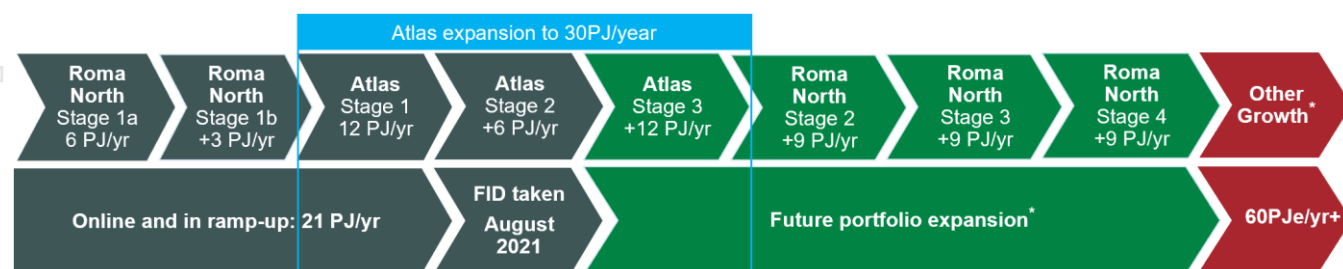 Atlas expansion to 30PJ/year
Roma
North
Stage 1a
6 PJ/yr
Roma
North
Stage 1b
+3 PJ/yr
Atlas
Stage 1
12 PJ/yr
Atlas
Stage 2
+6 PJ/yr
Atlas
Stage 3
+12 PJ/yr
Roma
North
Stage 2
+9 PJ/yr
Roma
North
Stage 3
+9 PJ/yr
Roma
North
Stage 4
+9 PJ/yr
Other
Growth*
Online and in ramp-up: 21 PJ/yr
FID taken
August
2021
Future portfolio expansion*
60PJe/yr+